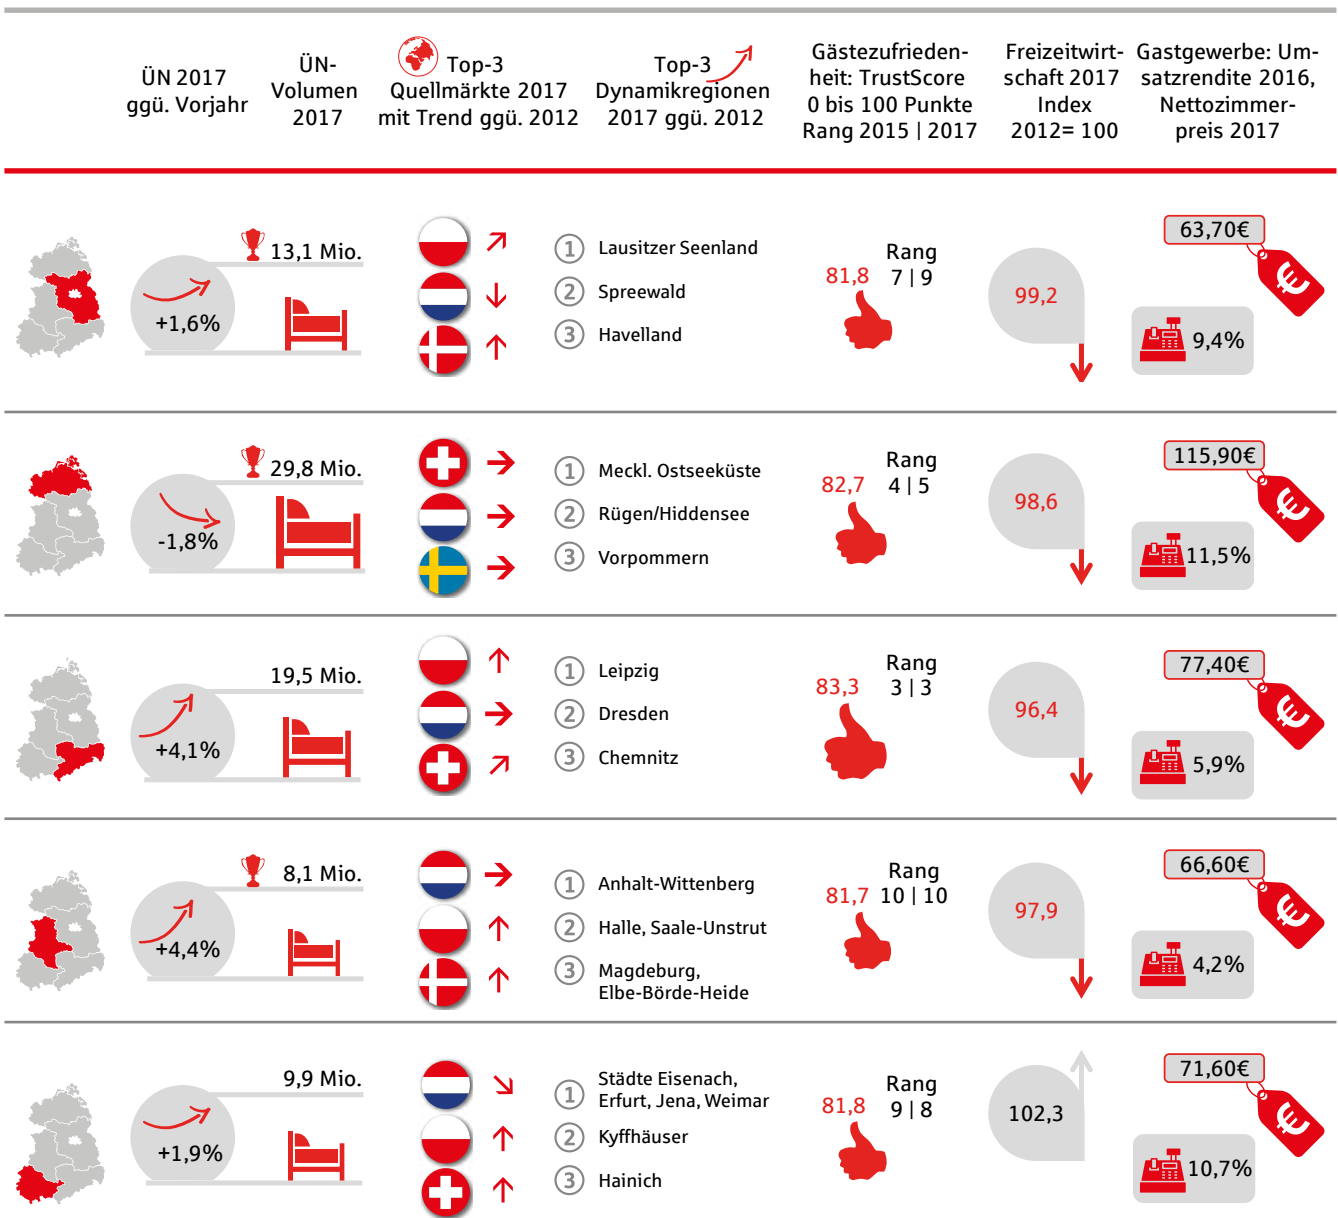 ÜN 2017
ggü. Vorjahr
ÜN-
Volumen
2017
Top-3
Quellmärkte 2017
mit Trend ggü. 2012
Top-3
Dynamikregionen
2017 ggü. 2012
Gästezufrieden-
heit: TrustScore
0 bis 100 Punkte
Rang 2015 | 2017
Freizeitwirt-
schaft 2017
Index
2012= 100
Gastgewerbe: Um-
satzrendite 2016,
Nettozimmer-
preis 2017
+1,6%
13,1 Mio.
1 Lausitzer Seenland
2 Spreewald
3 Havelland
81,8
Rang
7 | 9
99,2
63,70€
€
9,4%
-1,8%
29,8 Mio.
1 Meckl. Ostseeküste
2 Rügen/Hiddensee
3 Vorpommern
82,7
Rang
4 | 5
98,6
115,90€
€
11,5%
+4,1%
19,5 Mio.
1 Leipzig
2 Dresden
3 Chemnitz
83,3
Rang
3 | 3
96,4
77,40€
€
5,9%
+4,4%
8,1 Mio.
1 Anhalt-Wittenberg
2 Halle, Saale-Unstrut
3 Magdeburg,
Elbe-Börde-Heide
81,7
Rang
10 | 10
97,9
66,60€
€
4,2%
+1,9%
9,9 Mio.
1 Städte Eisenach,
Erfurt, Jena, Weimar
2 Kyffhäuser
3 Hainich
81,8
Rang
9 | 8
102,3
71,60€
€
10,7%